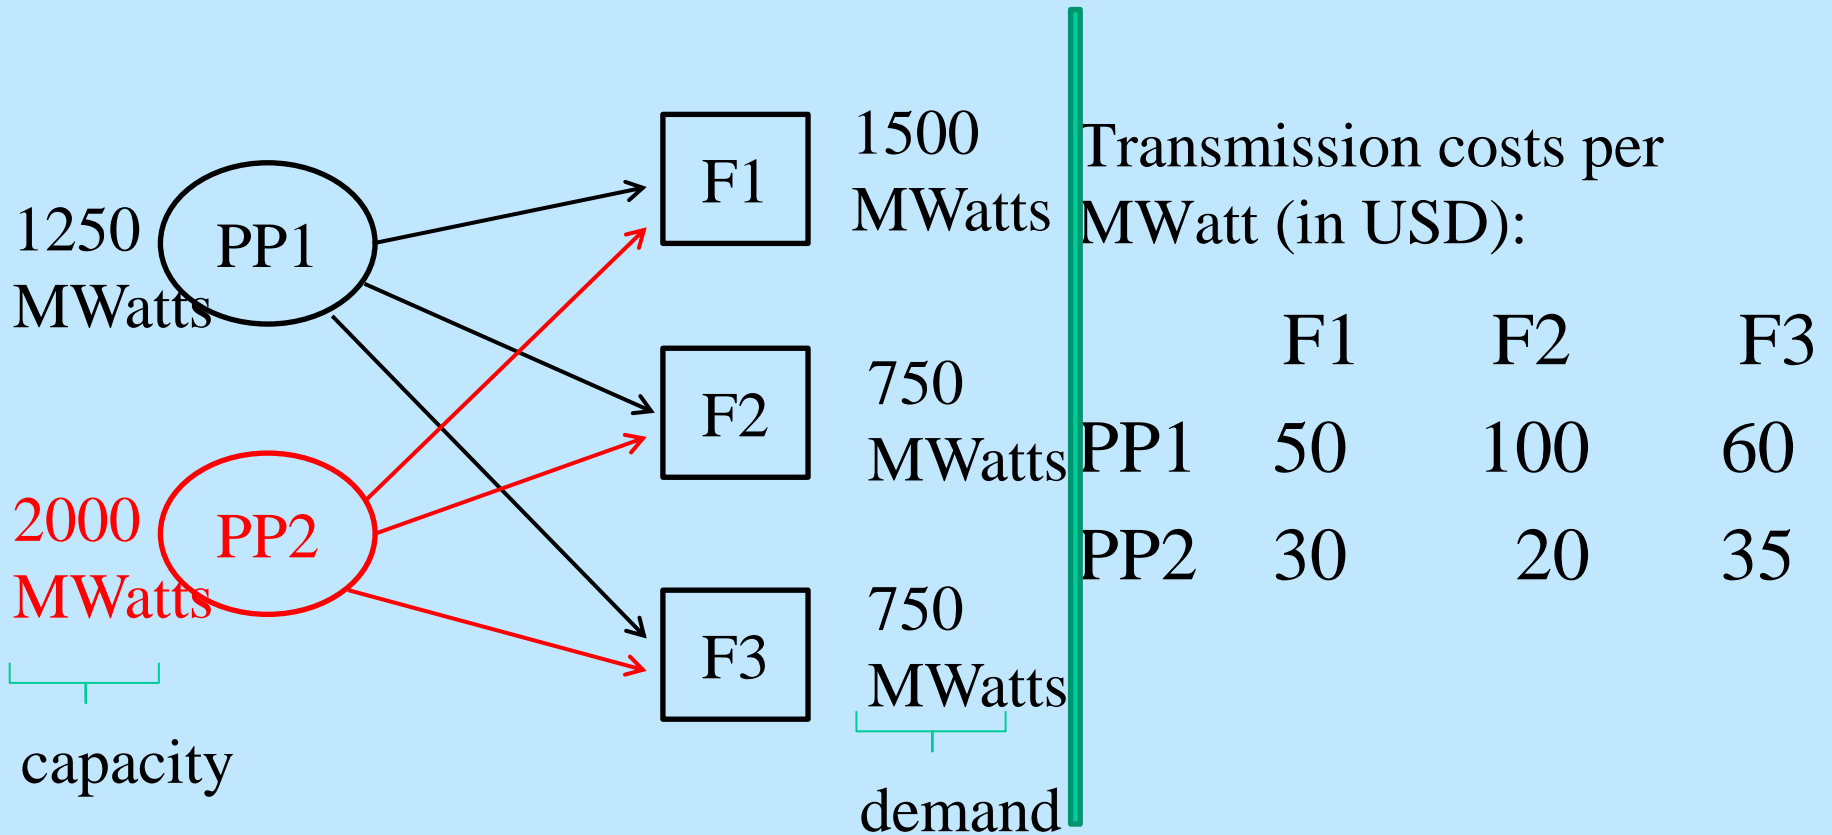 1250
MWatts
PP1
2000
MWatts
PP2
capacity
F1
F2
F3
1500
MWatts
750
MWatts
750
MWatts
demand
Transmission costs per
MWatt (in USD):
F1 F2 F3
PP1 50 100 60
PP2 30 20 35